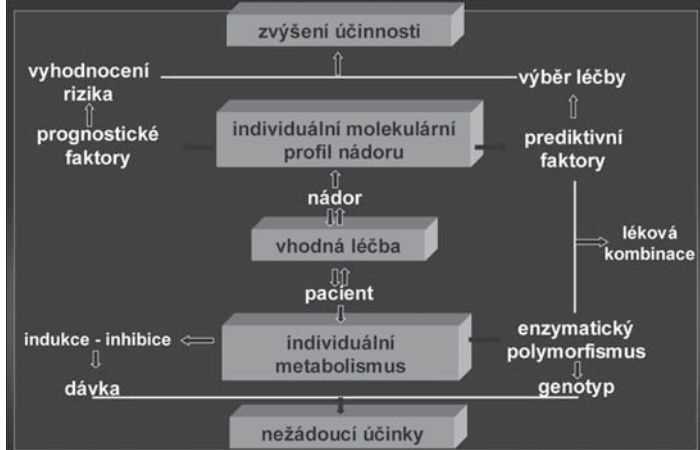 zvýšení účinnosti
vyhodnocení
rizika
výběr léčby
prognostické
faktory
individuální molekulární
profil nádoru
prediktivní
faktory
nádor
vhodná léčba
léková
kombinace
pacient
indukce - inhibice
individuální
metabolismus
enzymatický
polymorfismus
dávka
genotyp
nežádoucí účinky